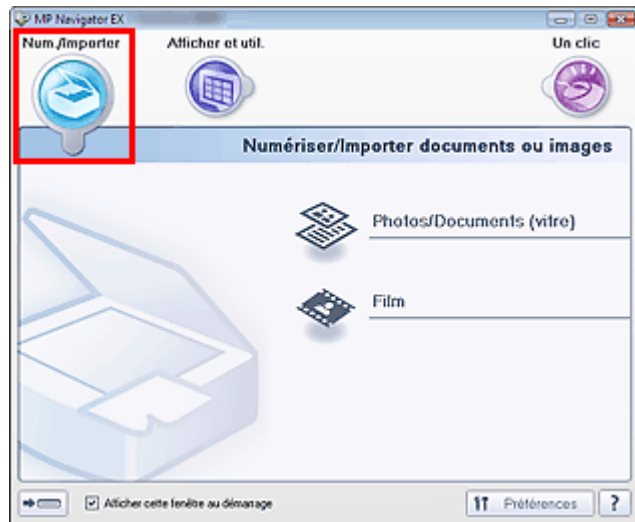 MP Navigator EX
Num./Importer
Afficher et util.
Un clic
Numériser/Importer documents ou images
Photos/Documents (vitre)
Film
Afficher cette fenêtre au démarrage
Préférences
?